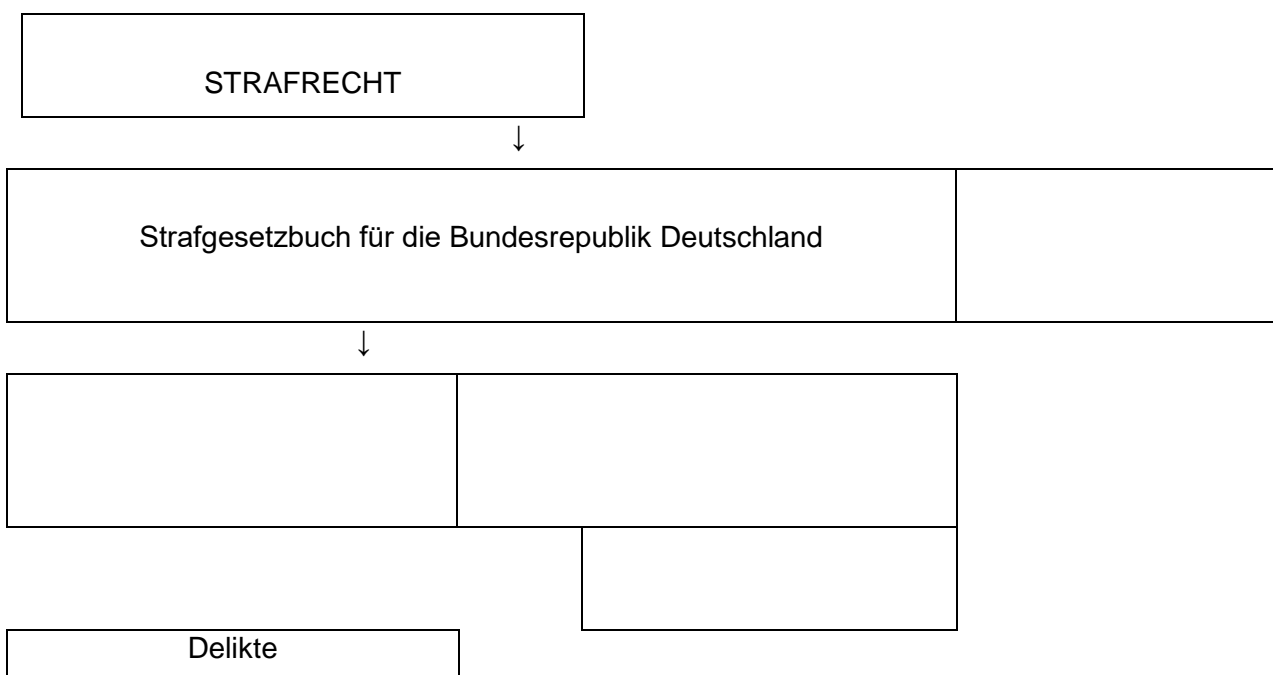 STRAFRECHT
↓
Strafgesetzbuch für die Bundesrepublik Deutschland
↓
Delikte